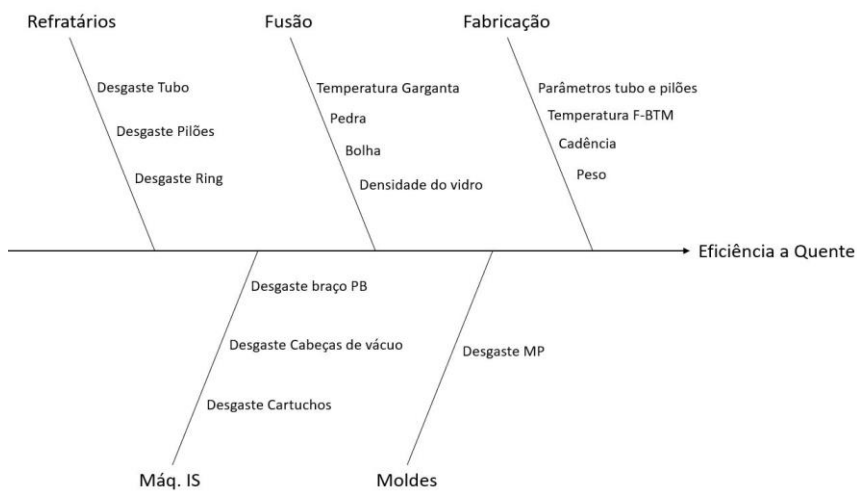 Refratários
Fusão
Fabricação
Desgaste Tubo
Desgaste Pilões
Desgaste Ring
Temperatura Garganta
Pedra
Bolha
Densidade do vidro
Parâmetros tubo e pilões
Temperatura F-BTM
Cadência
Peso
Eficiência a Quente
Desgaste braço PB
Desgaste Cabeças de vácuo
Desgaste Cartuchos
Desgaste MP
Máq. IS
Moldes